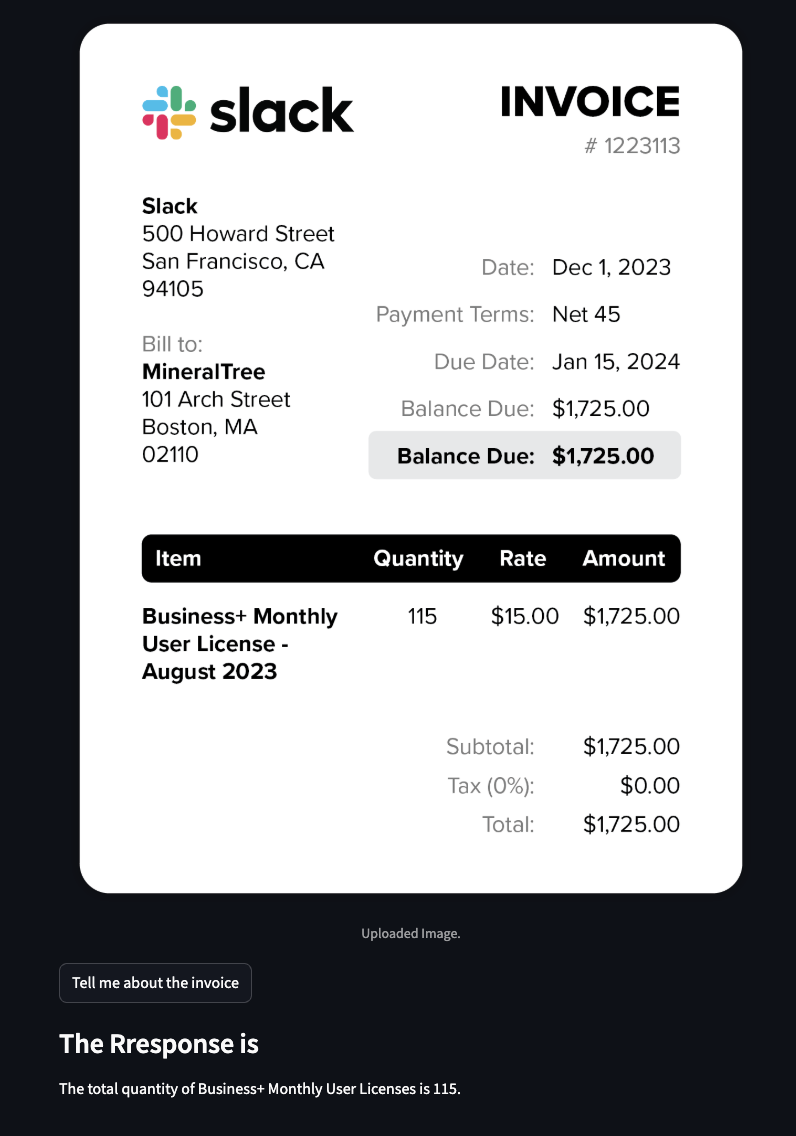 slack
INVOICE
# 1223113
Slack
500 Howard Street
San Francisco, CA
94105
Bill to:
MineralTree
101 Arch Street
Boston, MA
02110
Date: Dec 1, 2023
Payment Terms: Net 45
Due Date: Jan 15, 2024
Balance Due: $1,725.00
Balance Due: $1,725.00
Item Quantity Rate Amount
Business+ Monthly 115 $15.00 $1,725.00
User License -
August 2023
Subtotal: $1,725.00
Tax (0%): $0.00
Total: $1,725.00
Uploaded Image.
Tell me about the invoice
The Rresponse is
The total quantity of Business+ Monthly User Licenses is 115.